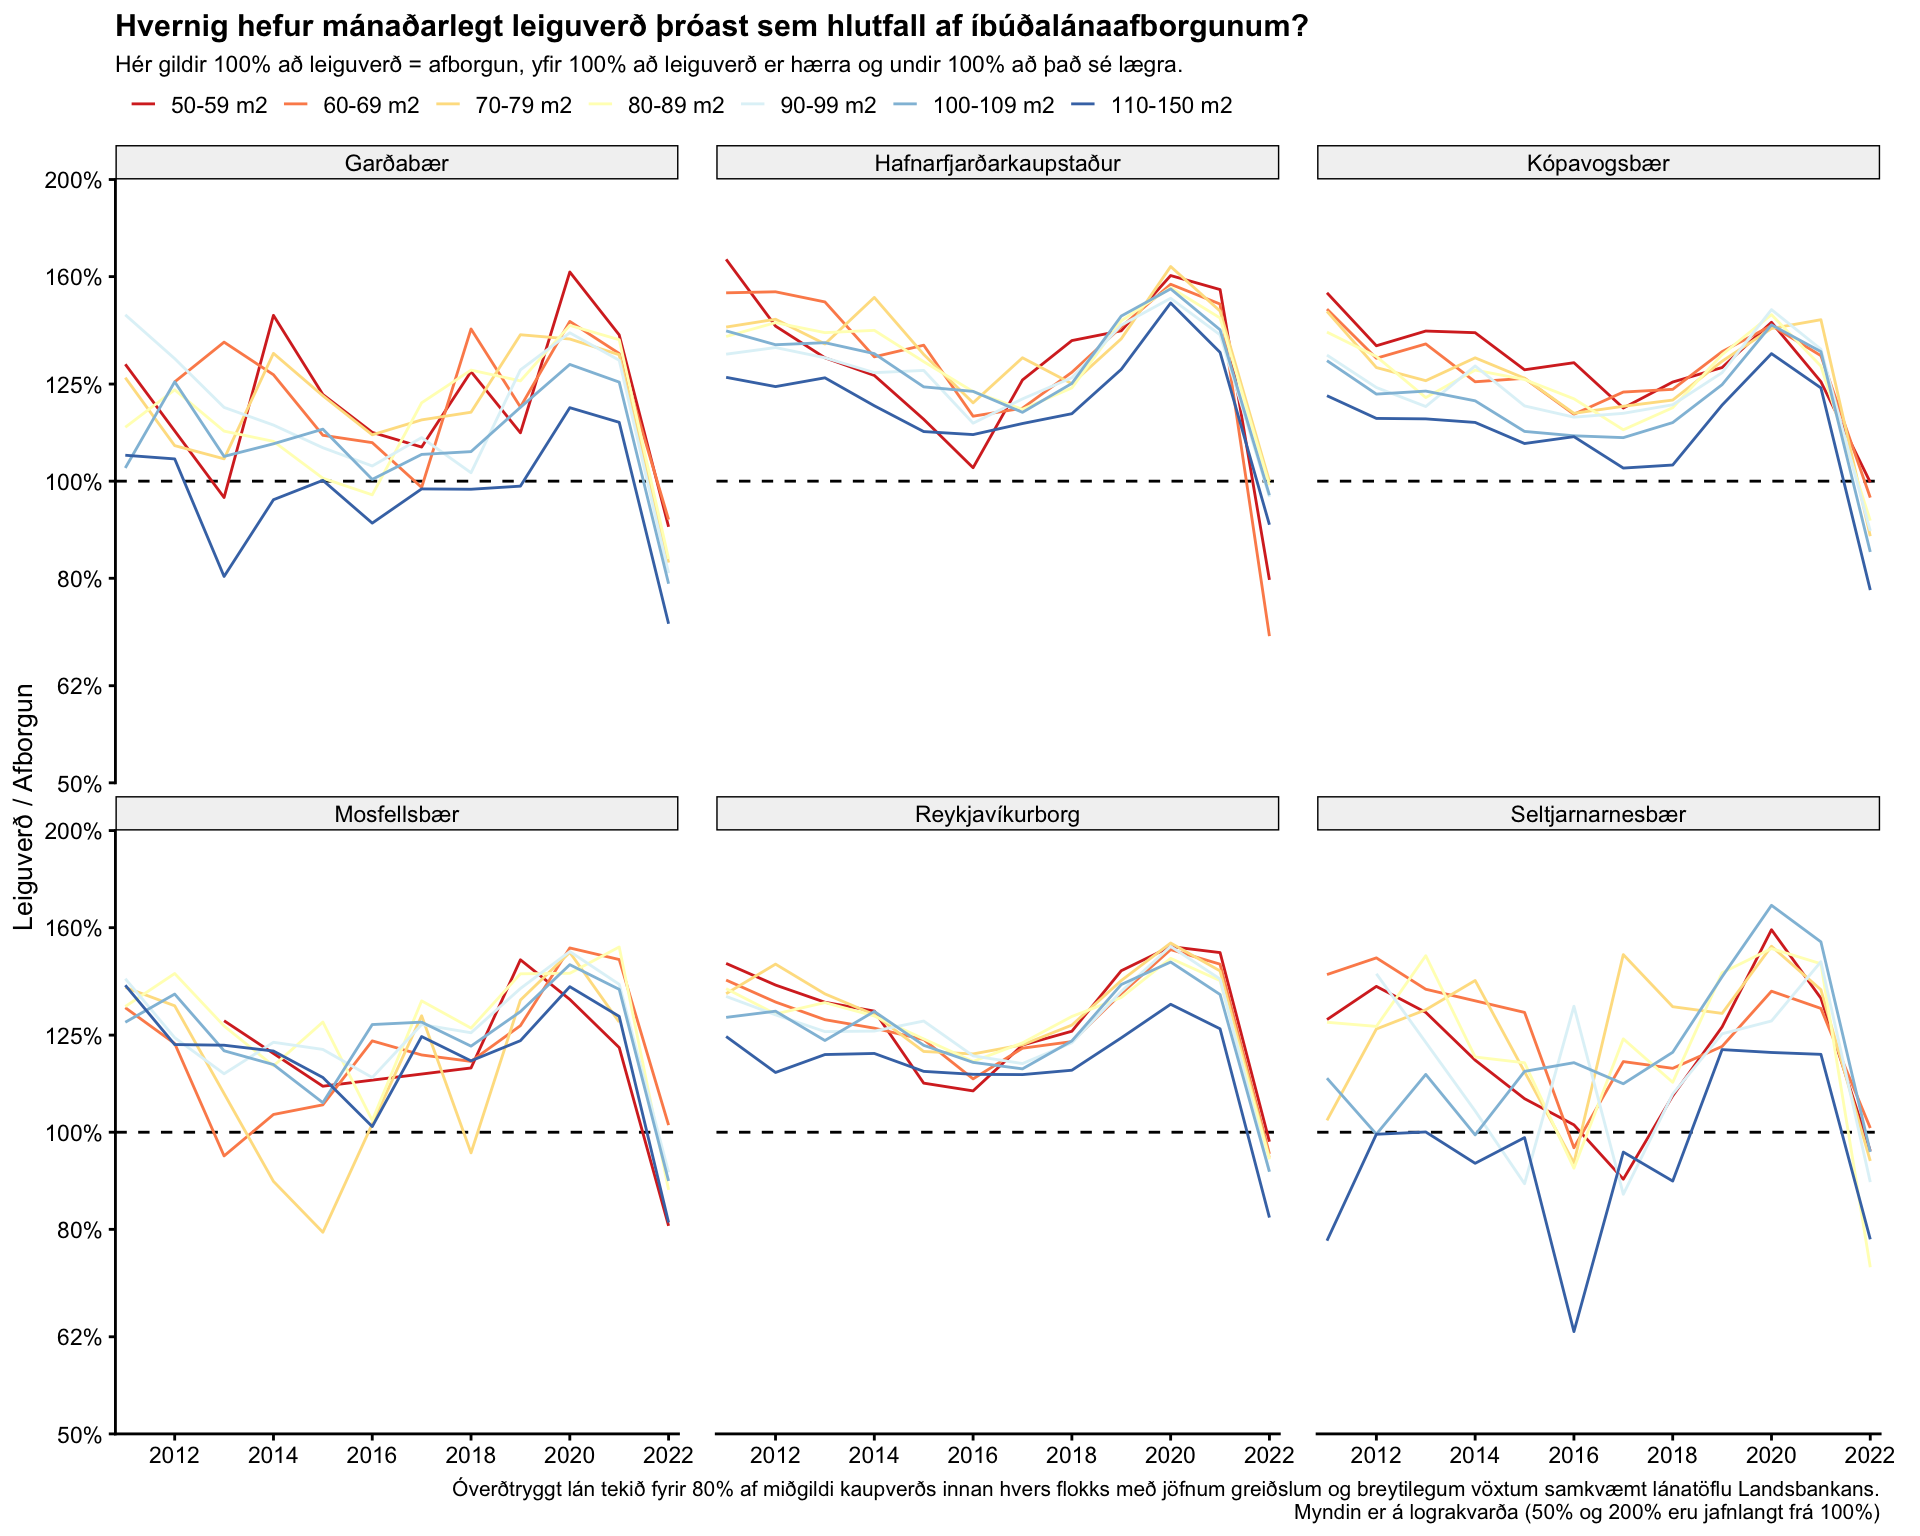 Hvernig hefur mánaðarlegt leiguverð þróast sem hlutfall af íbúðalánaafborgunum?
Hér gildir 100% að leiguverð = afborgun, yfir 100% að leiguverð er hærra og undir 100% að það sé lægra.
50-59 m2 60-69 m2 70-79 m2 80-89 m2 90-99 m2 100-109 m2 110-150 m2
Garðabær Hafnarfjarðarkaupstaður Kópavogsbær
200%
160%
125%
100%
80%
62%
50%
Leiguverð / Afborgun
Mosfellsbær Reykjavíkurborg Seltjarnarnesbær
200%
160%
125%
100%
80%
62%
50%
2012 2014 2016 2018 2020 2022 2012 2014 2016 2018 2020 2022 2012 2014 2016 2018 2020 2022
Óverðtryggt lán tekið fyrir 80% af miðgildi kaupverðs innan hvers flokks með jöfnum greiðslum og breytilegum vöxtum samkvæmt lánatöflu Landsbankans.
Myndin er á lograkvarða (50% og 200% eru jafnlangt frá 100%)